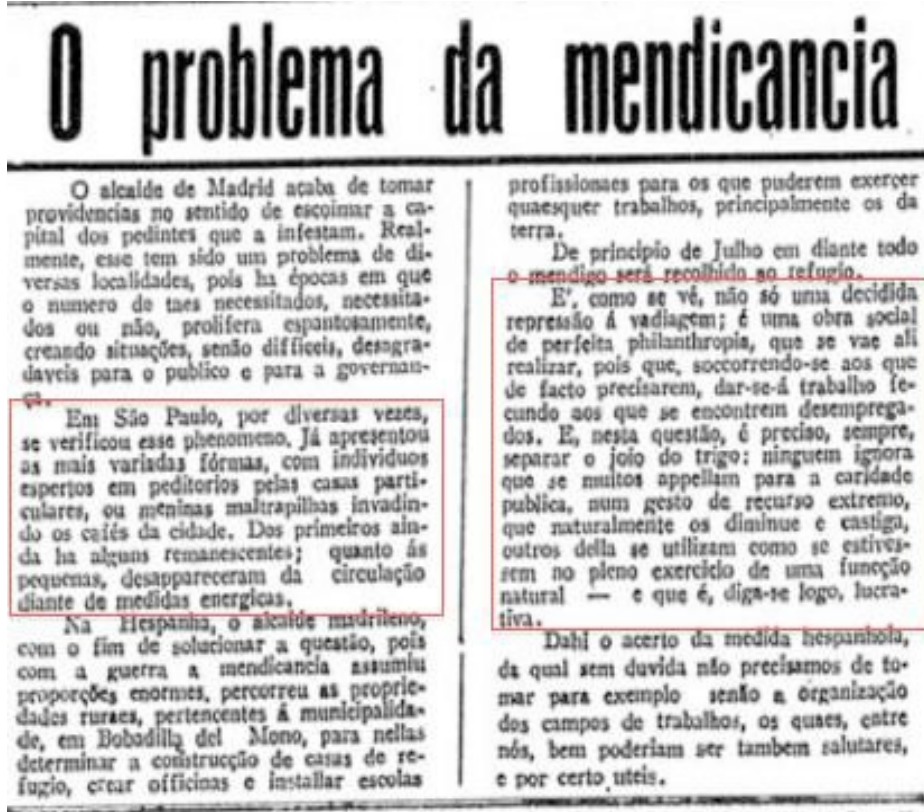 O problema da mendicancia
O alcaide de Madrid acaba de tomar
providencias no sentido de escoimar a ca-
pital dos pedintes que a infestam. Real-
mente, esse tem sido um problema de di-
versas localidades, pois ha épocas em que
o numero de taes necessitados, necessita-
dos ou não, prolifera espantosamente,
creando situações, senão difficeis, desagra-
daveis para o publico e para a governan-
ça.
Em São Paulo, por diversas vezes,
se verificou esse phenomeno. Já apresentou
as mais variadas fórmas, com individuos
espertos em peditorios pelas casas parti-
culares, ou meninas maltrapilhas invadin-
do os cafés da cidade. Dos primeiros ain-
da ha alguns remanescentes; quanto ás
pequenas, desappareceram da circulação
diante de medidas energicas.
Na Hespanha, o alcaide madrileno,
com o fim de solucionar a questão, pois
com a guerra a mendicancia assumiu
proporções enormes, percorreu as proprie-
dades ruraes, pertencentes á municipalida-
de, em Bobadilla del Mono, para nellas
determinar a construcção de casas de re-
fugio, crear officinas e installar escolas
profissionaes para os que puderem exercer
quaesquer trabalhos, principalmente os da
terra.
De principio de Julho em diante todo
o mendigo será recolhido ao refugio.
E', como se vê, não só uma decidida
repressão á vadiagem; é uma obra social
de perfeita philanthropia, que se vae ali
realizar, pois que, soccorrendo-se aos que
de facto precisarem, dar-se-á trabalho fe-
cundo aos que se encontrem desemprega-
dos. E, nesta questão, é preciso, sempre,
separar o joio do trigo: ninguem ignora
que se muitos appellam para a caridade
publica, num gesto de recurso extremo,
que naturalmente os diminue e castiga,
outros della se utilizam como se estives-
sem no pleno exercicio de uma funcção
natural — e que é, diga-se logo, lucra-
tiva.
Dahi o acerto da medida hespanhola,
da qual sem duvida não precisamos de to-
mar para exemplo senão a organização
dos campos de trabalhos, os quaes, entre
nós, bem poderiam ser tambem salutares,
e por certo uteis.